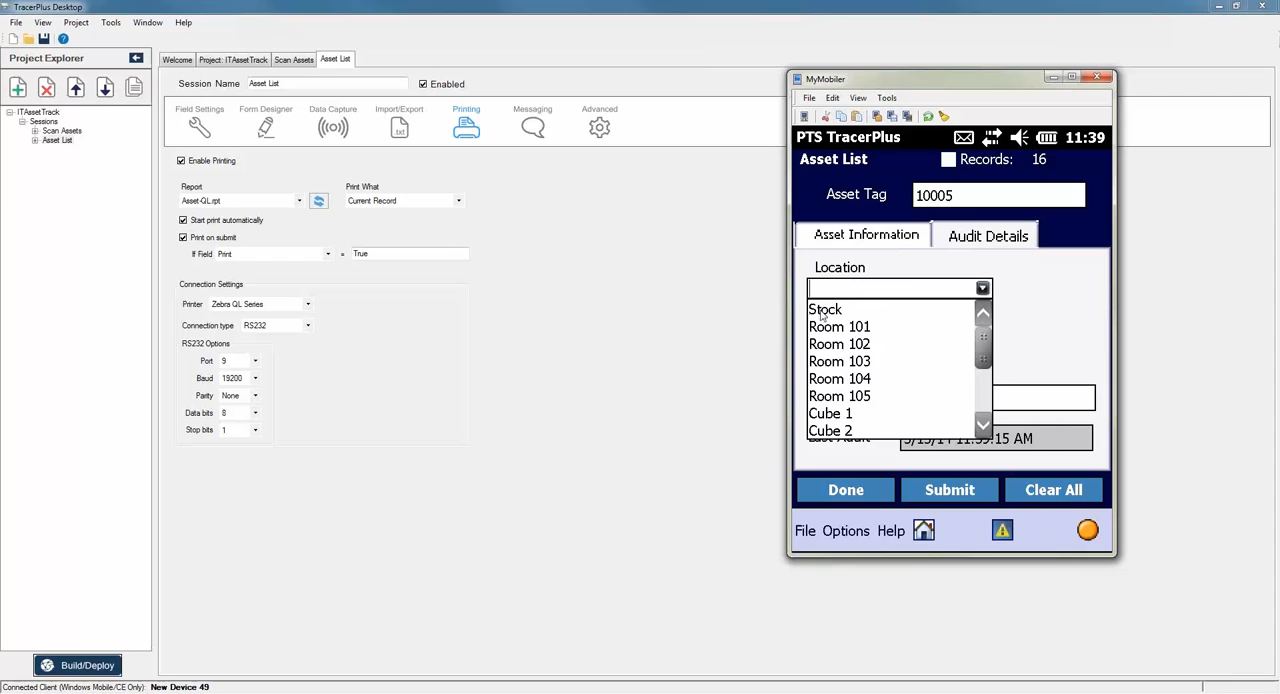 TracerPlus Desktop
File View Project Tools Window Help
Project Explorer
ITAssetTrack
Sessions
Scan Assets
Asset List
Build/Deploy
Connected Client (Windows Mobile/CE Only): New Device 49
Welcome Project: ITAssetTrack Scan Assets Asset List
Session Name Asset List Enabled
Field Settings Form Designer Data Capture Import/Export Printing Messaging Advanced
.txt
Enable Printing
Report Print What
Asset-QL.rpt Current Record
Start print automatically
Print on submit
If Field Print = True
Connection Settings
Printer Zebra QL Series
Connection type RS232
RS232 Options
Port 9
Baud 19200
Parity None
Data bits 8
Stop bits 1
MyMobiler
File Edit View Tools
PTS TracerPlus 11:39
Asset List Records: 16
Asset Tag 10005
Asset Information Audit Details
Location
Stock
Room 101
Room 102
Room 103
Room 104
Room 105
Cube 1
Cube 2
15 AM
Done Submit Clear All
File Options Help